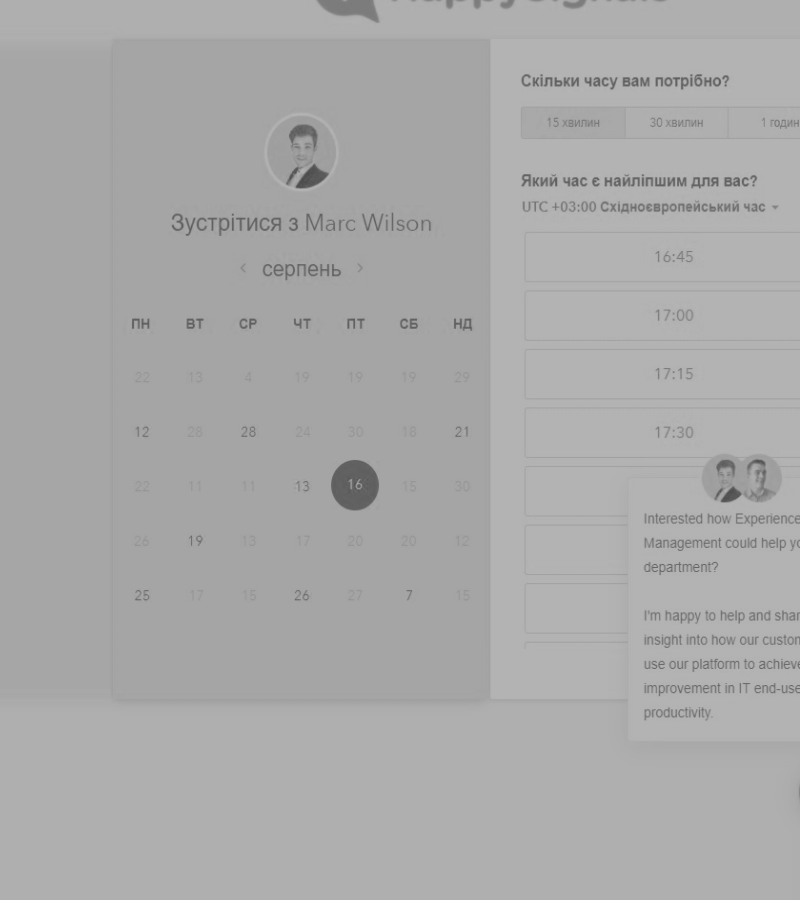 HappySignals
Зустрітися з Marc Wilson
серпень
ПН ВТ СР ЧТ ПТ СБ НД
22 13 4 19 19 19 29
12 28 28 24 30 18 21
22 11 11 13 16 15 30
26 19 13 17 20 20 12
25 17 15 26 27 7 15
Скільки часу вам потрібно?
15 хвилин 30 хвилин 1 годин
Який час є найліпшим для вас?
UTC +03:00 Східноєвропейський час
16:45
17:00
17:15
17:30
Interested how Experience
Management could help yo
department?
I'm happy to help and shar
insight into how our custon
use our platform to achieve
improvement in IT end-use
productivity.